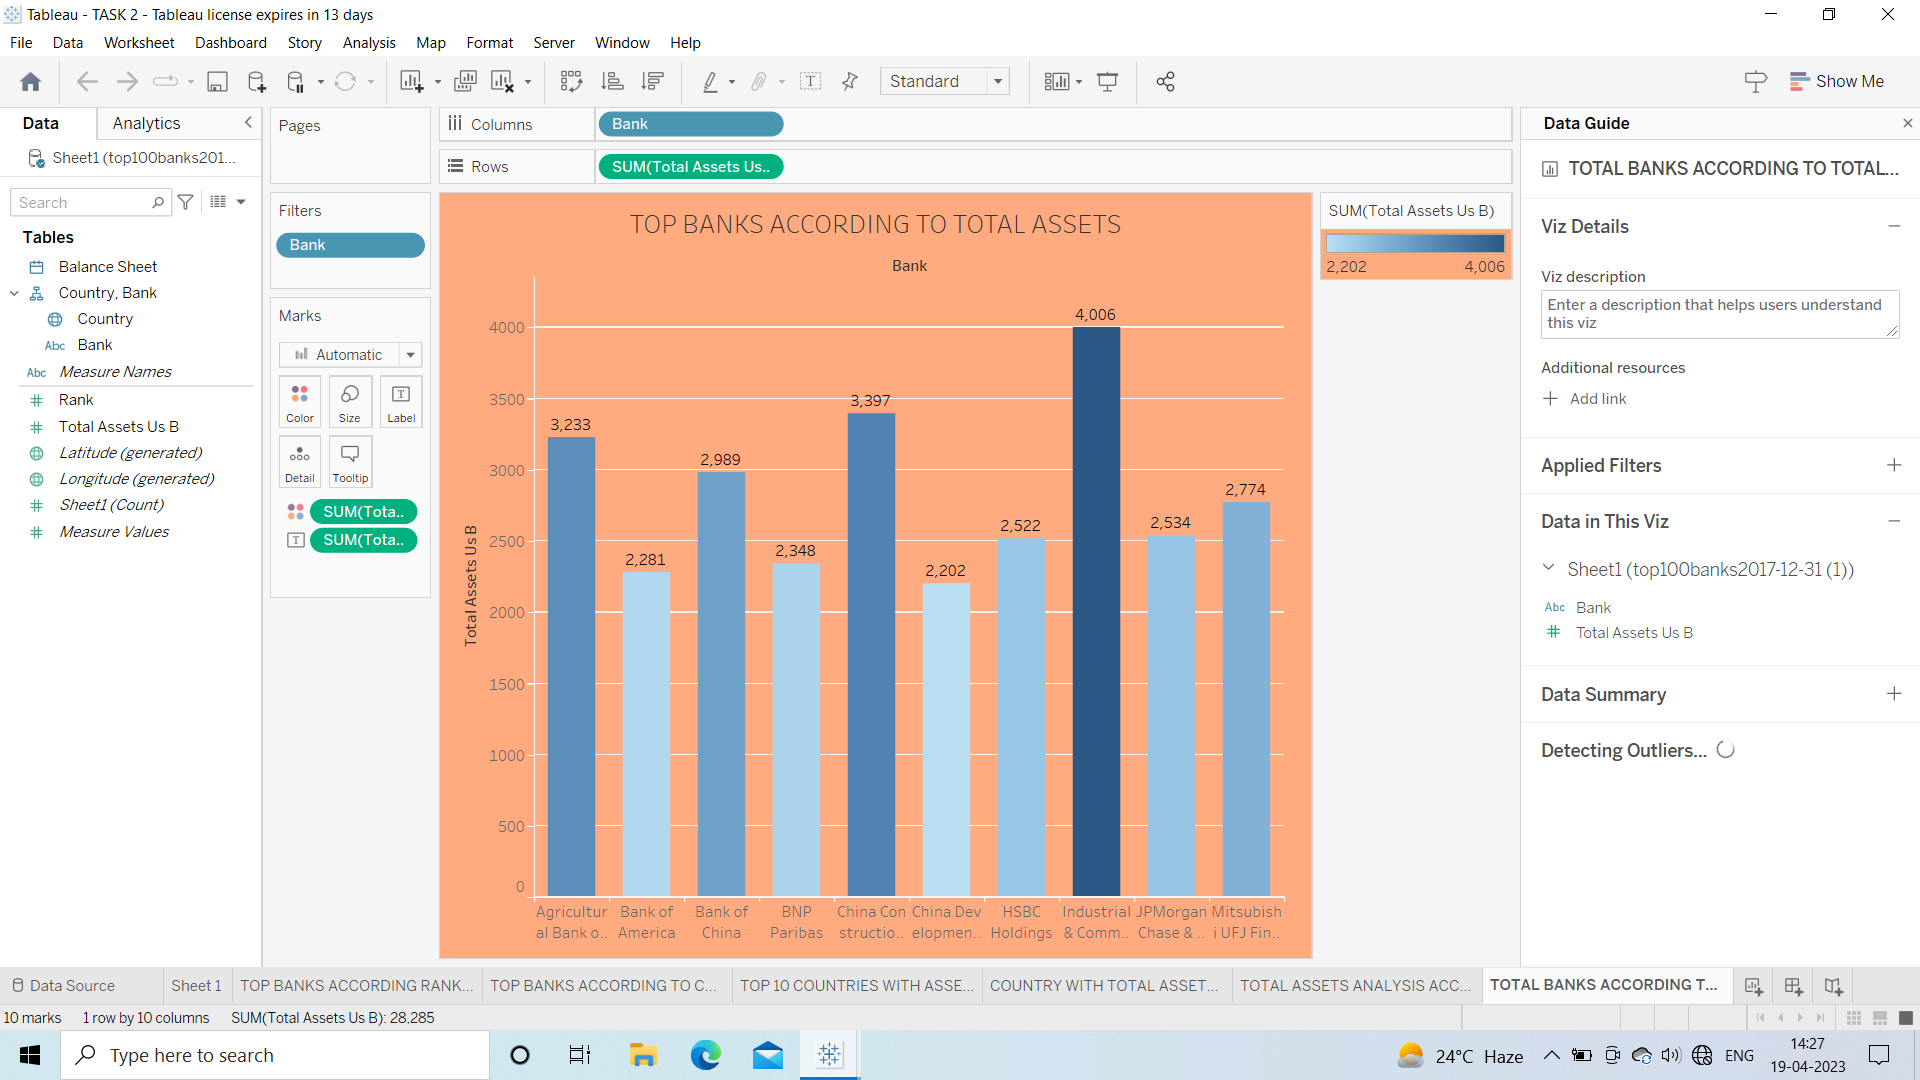 Tableau - TASK 2 - Tableau license expires in 13 days
File Data Worksheet Dashboard Story Analysis Map Format Server Window Help
Standard
Show Me
Data Analytics
Sheet1 (top100banks201...
Search
Tables
Balance Sheet
Country, Bank
Country
Abc Bank
Abc Measure Names
Rank
Total Assets Us B
Latitude (generated)
Longitude (generated)
Sheet1 (Count)
Measure Values
Pages
Filters
Bank
Marks
Automatic
Color Size Label
Detail Tooltip
SUM(Tota..
SUM(Tota..
Columns Bank
Rows SUM(Total Assets Us..
TOP BANKS ACCORDING TO TOTAL ASSETS
Bank
Total Assets Us B
4000
3500
3000
2500
2000
1500
1000
500
0
3,233
2,281
2,989
2,348
3,397
2,202
2,522
4,006
2,534
2,774
Agricultur Bank of Bank of BNP China Con China Dev HSBC Industrial JPMorgan Mitsubish
al Bank o.. America China Paribas structio.. elopmen.. Holdings & Comm.. Chase & .. i UFJ Fin..
SUM(Total Assets Us B)
2,202 4,006
Data Guide
TOTAL BANKS ACCORDING TO TOTAL...
Viz Details
Viz description
Enter a description that helps users understand
this viz
Additional resources
Add link
Applied Filters
Data in This Viz
Sheet1 (top100banks2017-12-31 (1))
Abc Bank
Total Assets Us B
Data Summary
Detecting Outliers...
Data Source Sheet 1 TOP BANKS ACCORDING RANK... TOP BANKS ACCORDING TO C... TOP 10 COUNTRIES WITH ASSE... COUNTRY WITH TOTAL ASSET... TOTAL ASSETS ANALYSIS ACC... TOTAL BANKS ACCORDING T...
10 marks 1 row by 10 columns SUM(Total Assets Us B): 28,285
Type here to search
24°C Haze
ENG
14:27
19-04-2023